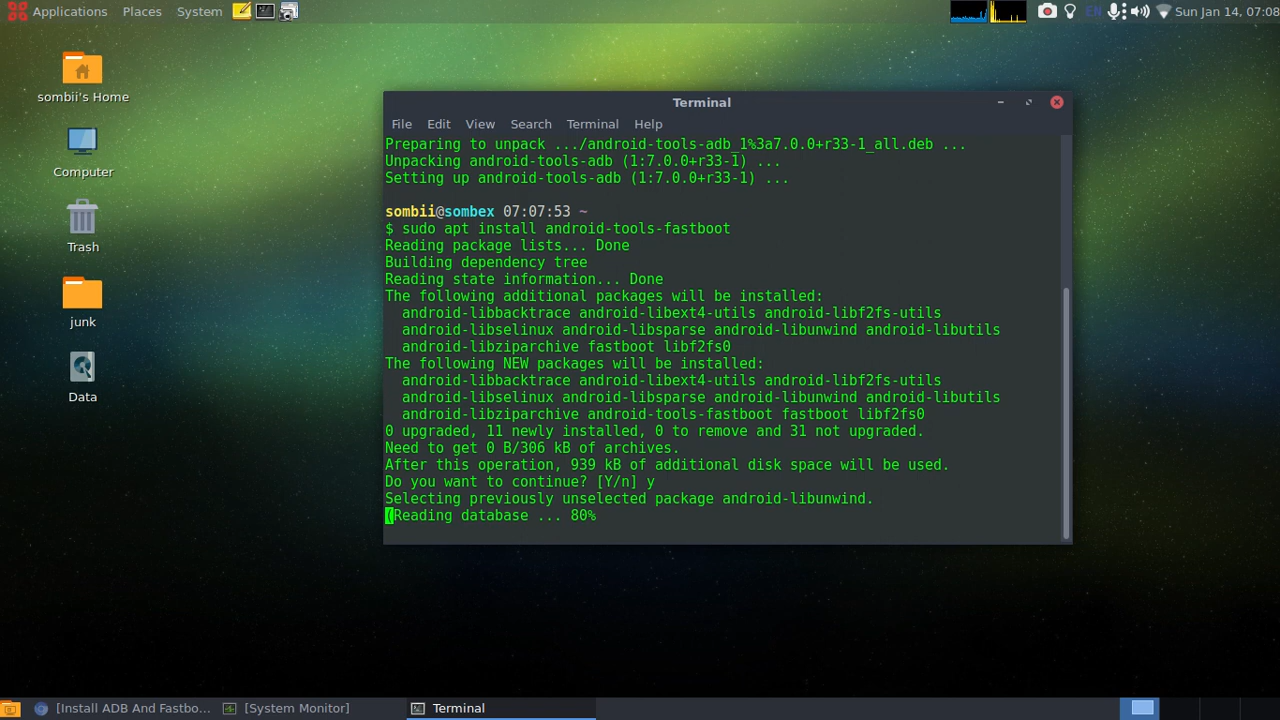 Applications Places System
EN
Sun Jan 14, 07:08
sombii's Home
Computer
Trash
junk
Data
Terminal
File Edit View Search Terminal Help
Preparing to unpack .../android-tools-adb_1%3a7.0.0+r33-1_all.deb ...
Unpacking android-tools-adb (1:7.0.0+r33-1) ...
Setting up android-tools-adb (1:7.0.0+r33-1) ...
sombii@sombex 07:07:53 ~
$ sudo apt install android-tools-fastboot
Reading package lists... Done
Building dependency tree
Reading state information... Done
The following additional packages will be installed:
android-libbacktrace android-libext4-utils android-libf2fs-utils
android-libselinux android-libsparse android-libunwind android-libutils
android-libziparchive fastboot libf2fs0
The following NEW packages will be installed:
android-libbacktrace android-libext4-utils android-libf2fs-utils
android-libselinux android-libsparse android-libunwind android-libutils
android-libziparchive android-tools-fastboot fastboot libf2fs0
0 upgraded, 11 newly installed, 0 to remove and 31 not upgraded.
Need to get 0 B/306 kB of archives.
After this operation, 939 kB of additional disk space will be used.
Do you want to continue? [Y/n] y
Selecting previously unselected package android-libunwind.
(Reading database ... 80%
[Install ADB And Fastbo... [System Monitor] Terminal